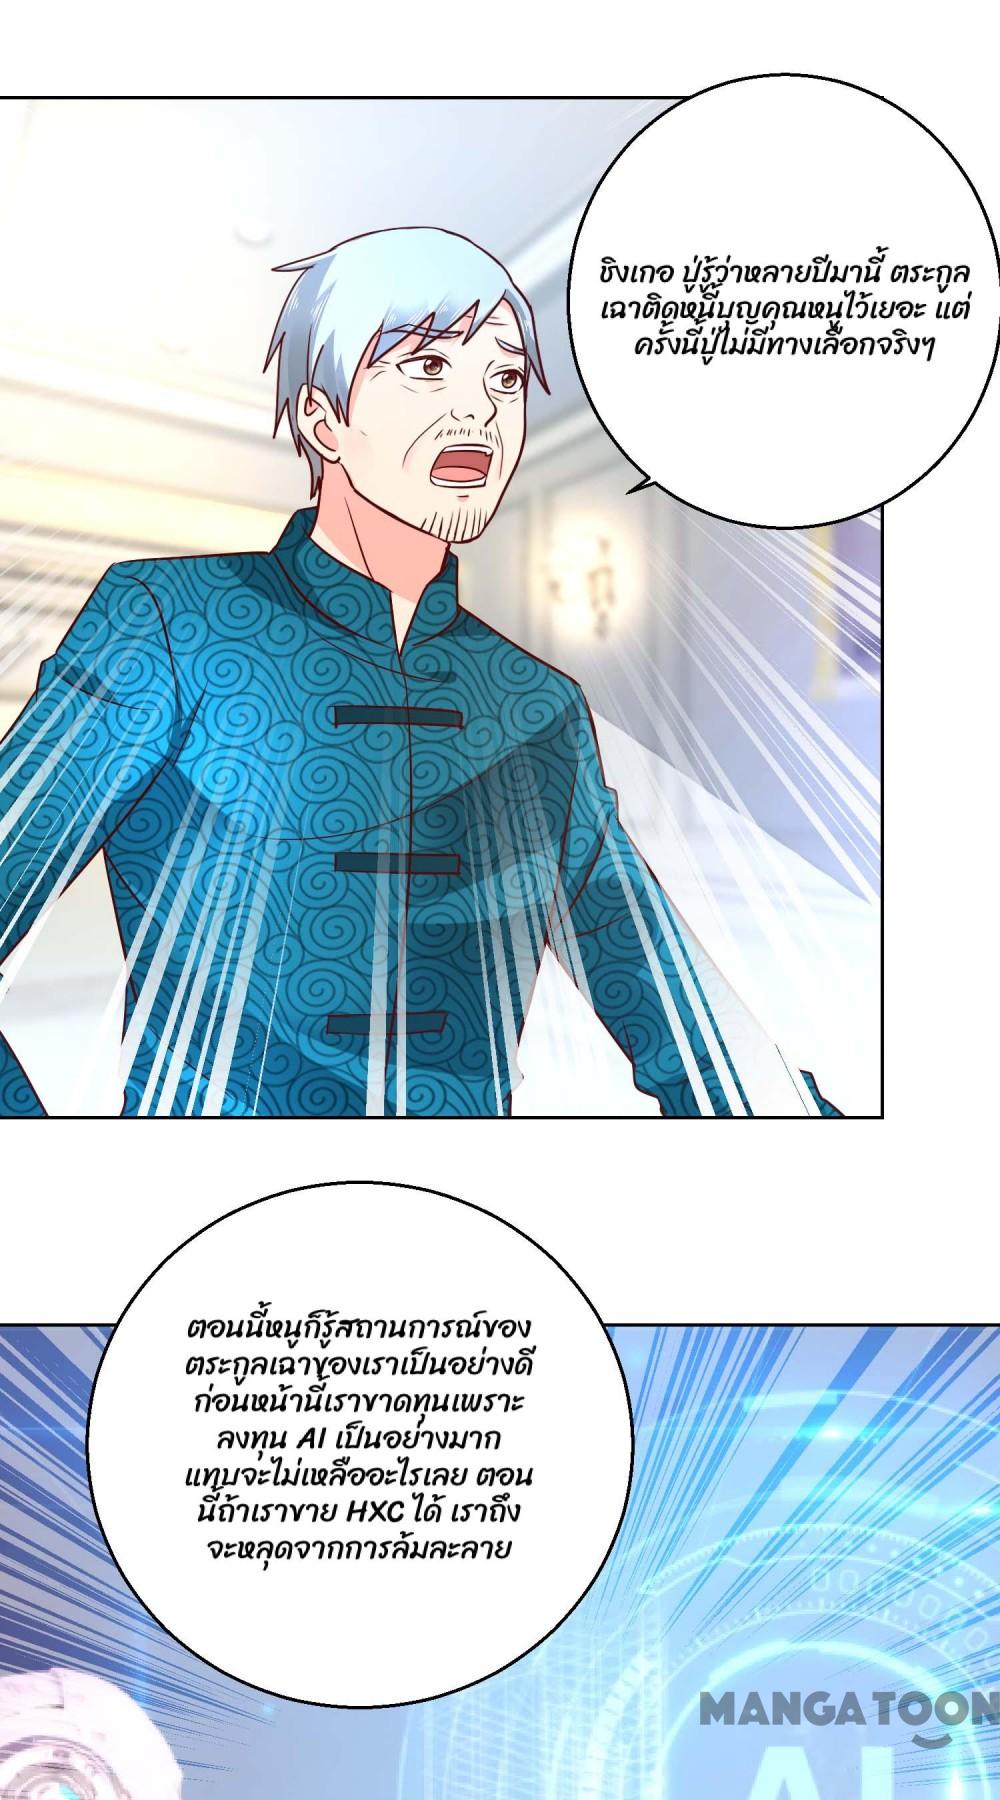 ชิงเกอ ปู่รู้ว่าหลายปีมานี้ ตระกูล
เฉาติดหนี้บุญคุณหนูไว้เยอะ แต่
ครั้งนี้ปู่ไม่มีทางเลือกจริงๆ
ตอนนี้หนูก็รู้สถานการณ์ของ
ตระกูลเฉาของเราเป็นอย่างดี
ก่อนหน้านี้เราขาดทุนเพราะ
ลงทุน AI เป็นอย่างมาก
แทบจะไม่เหลืออะไรเลย ตอน
นี้ถ้าเราขาย HXC ได้ เราถึง
จะหลุดจากการล้มละลาย
MANGATOON
AI